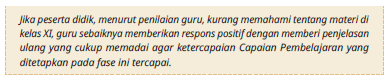 Jika peserta didik, menurut penilaian guru, kurang memahami tentang materi di
kelas XI, guru sebaiknya memberikan respons positif dengan memberi penjelasan
ulang yang cukup memadai agar ketercapaian Capaian Pembelajaran yang
ditetapkan pada fase ini tercapai.